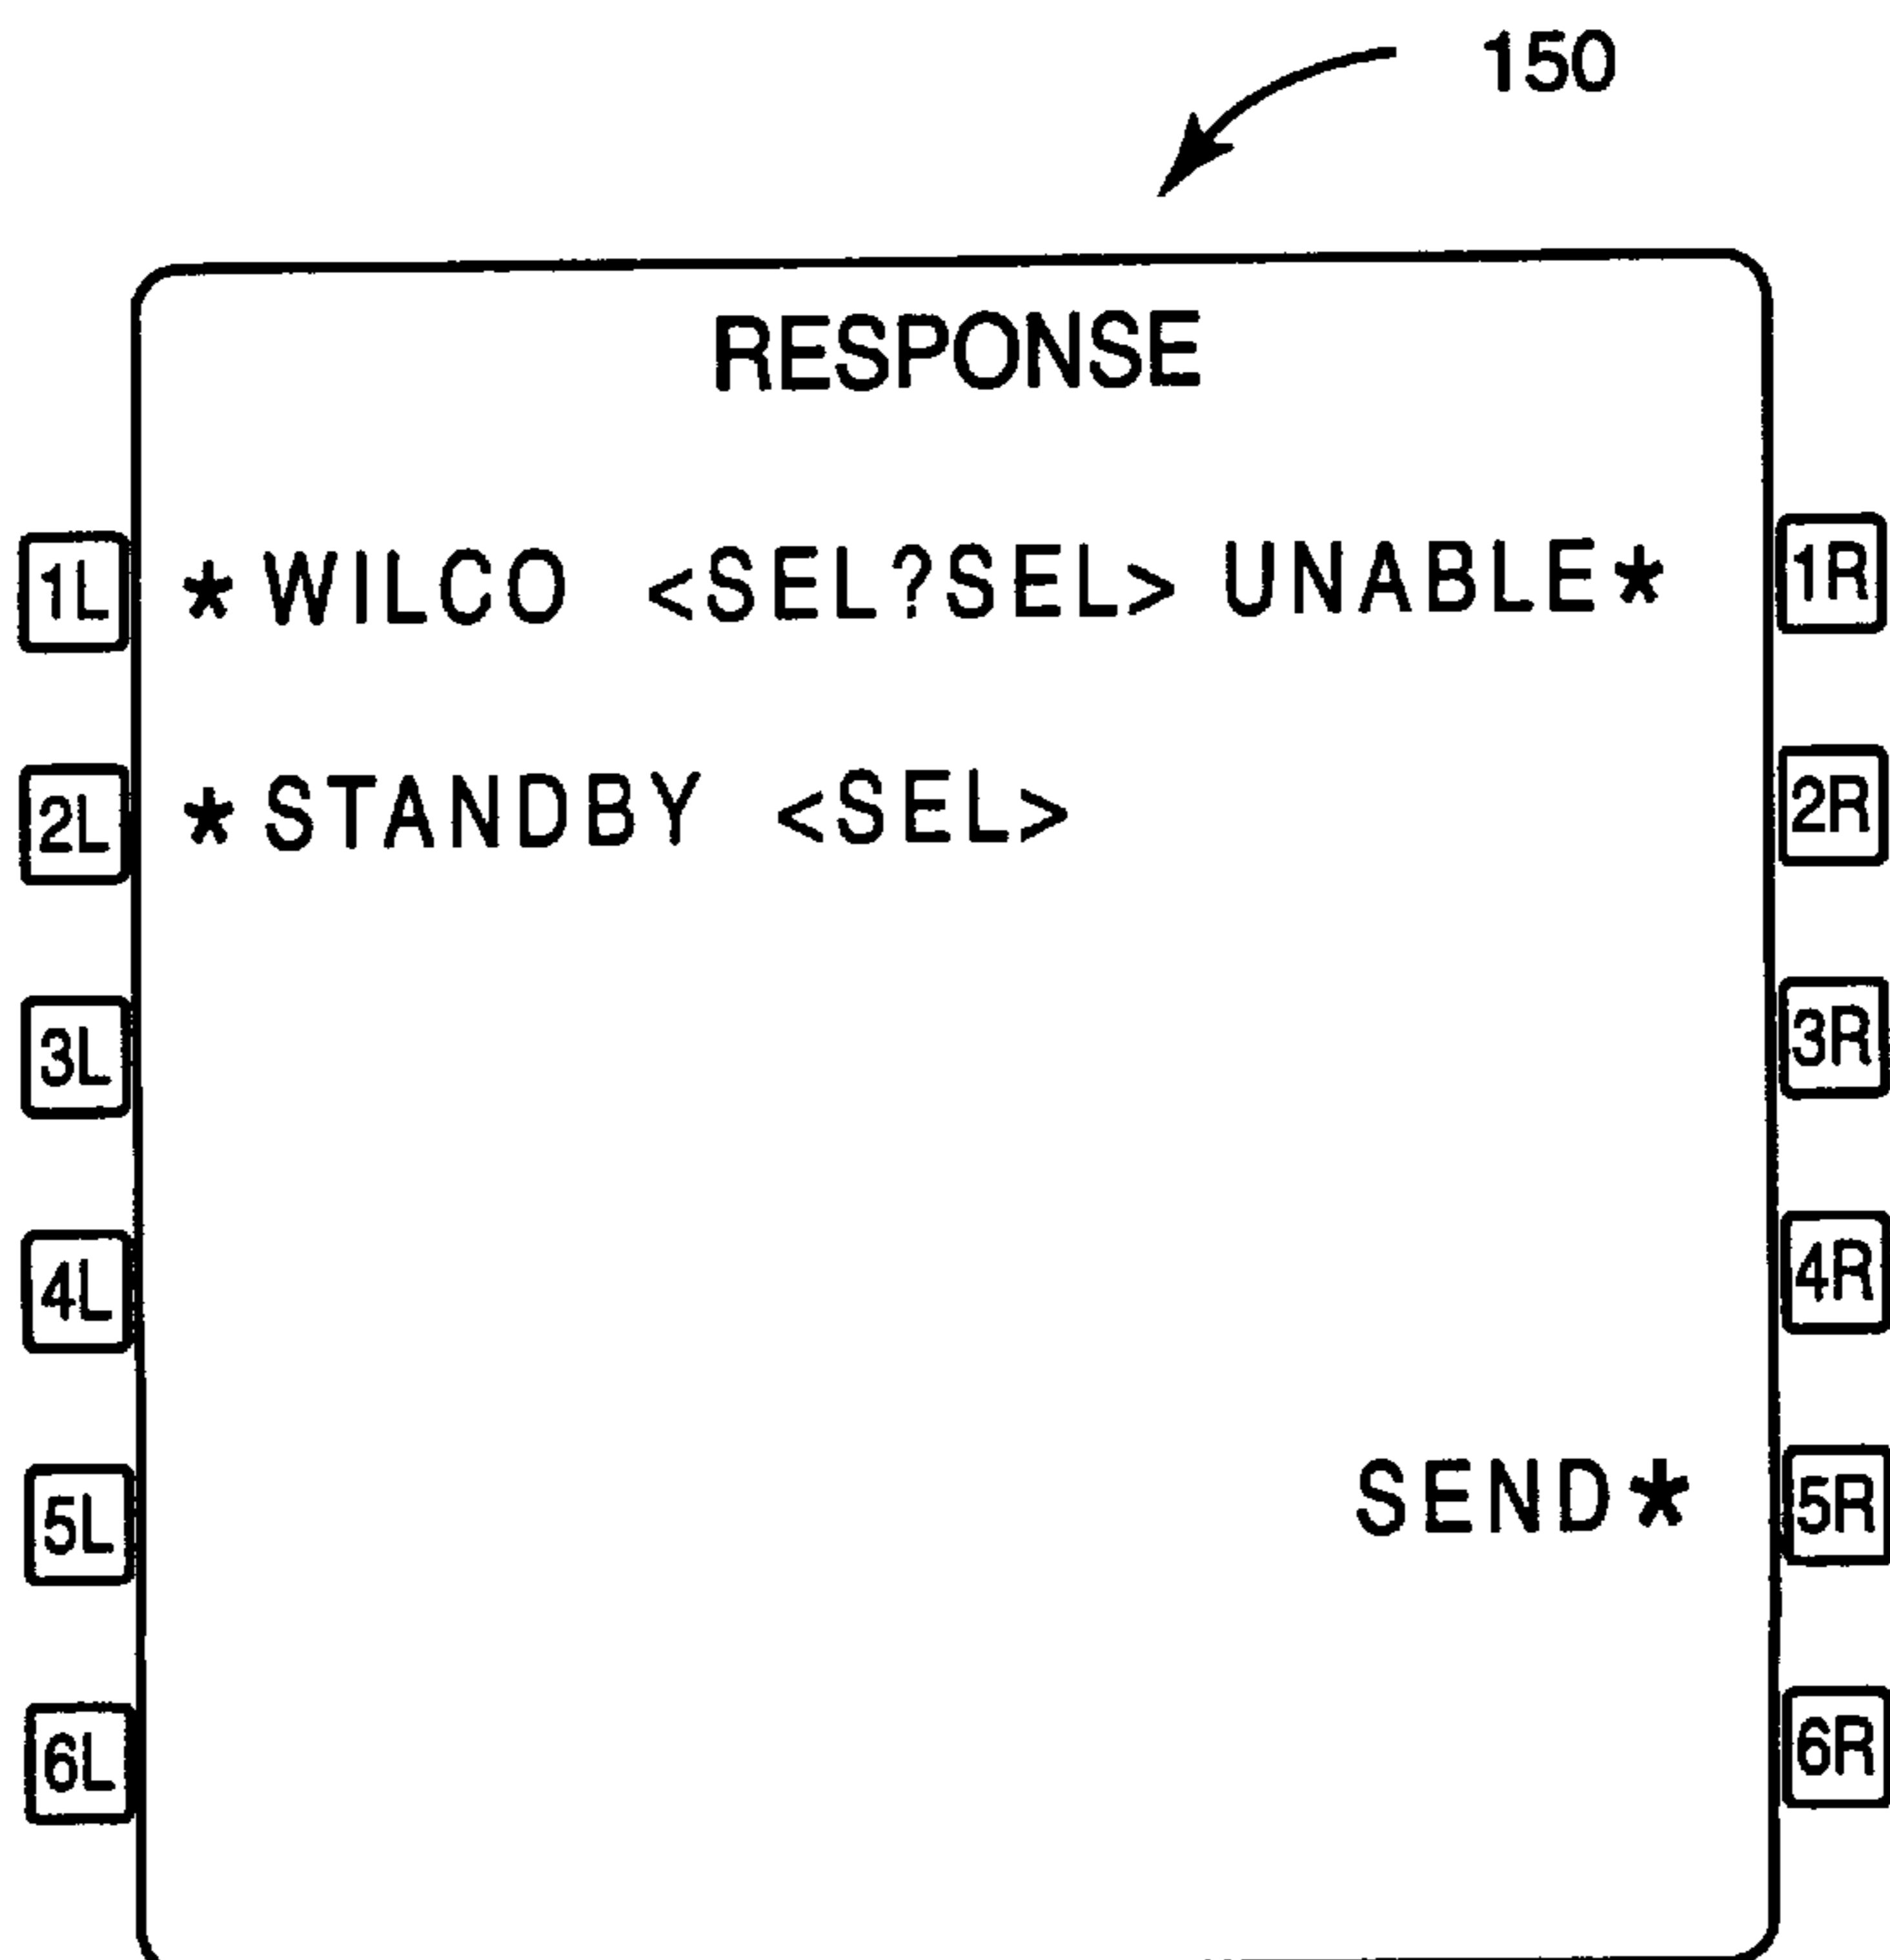 150
RESPONSE
1L *WILCO <SEL?SEL> UNABLE* 1R
2L *STANDBY <SEL> 2R
3L 3R
4L 4R
5L SEND* 5R
6L 6R